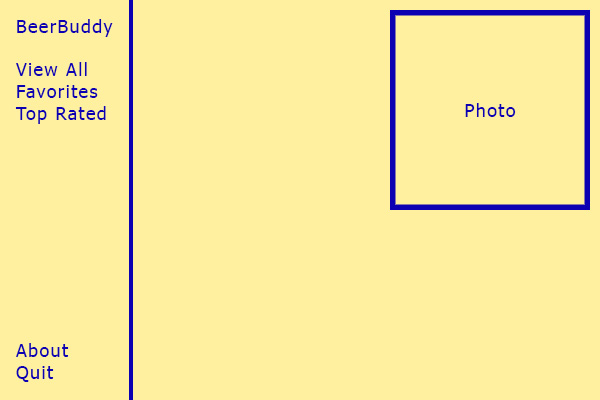 BeerBuddy
View All
Favorites
Top Rated
About
Quit
Photo